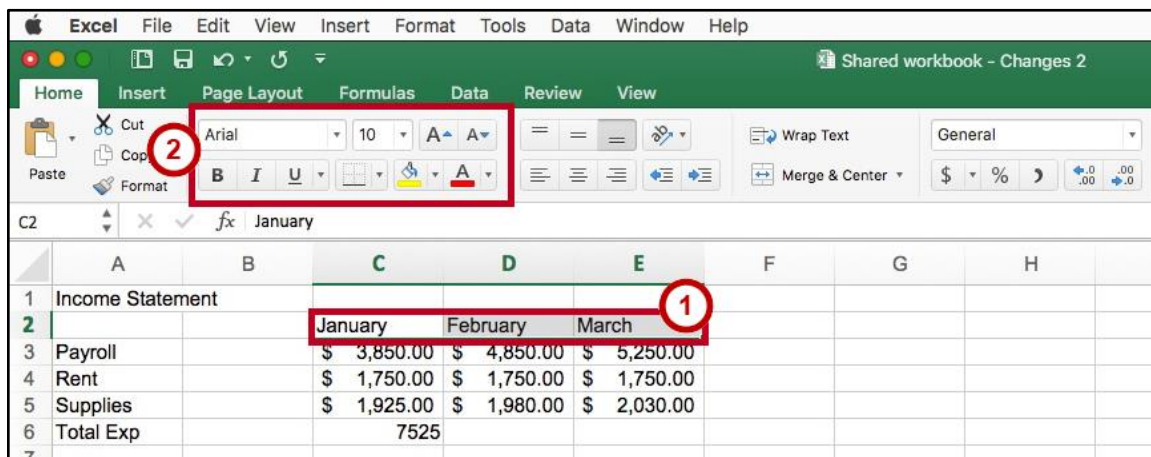 Excel File Edit View Insert Format Tools Data Window Help
Shared workbook - Changes 2
Home Insert Page Layout Formulas Data Review View
Paste
Cut
Format
2
Arial 10 A A
B I U A
Wrap Text
Merge & Center
General
$ % .0 .00 .00 .0
C2 fx January
A B C D E F G H
1 Income Statement
1
2 January February March
3 Payroll $ 3,850.00 $ 4,850.00 $ 5,250.00
4 Rent $ 1,750.00 $ 1,750.00 $ 1,750.00
5 Supplies $ 1,925.00 $ 1,980.00 $ 2,030.00
6 Total Exp 7525